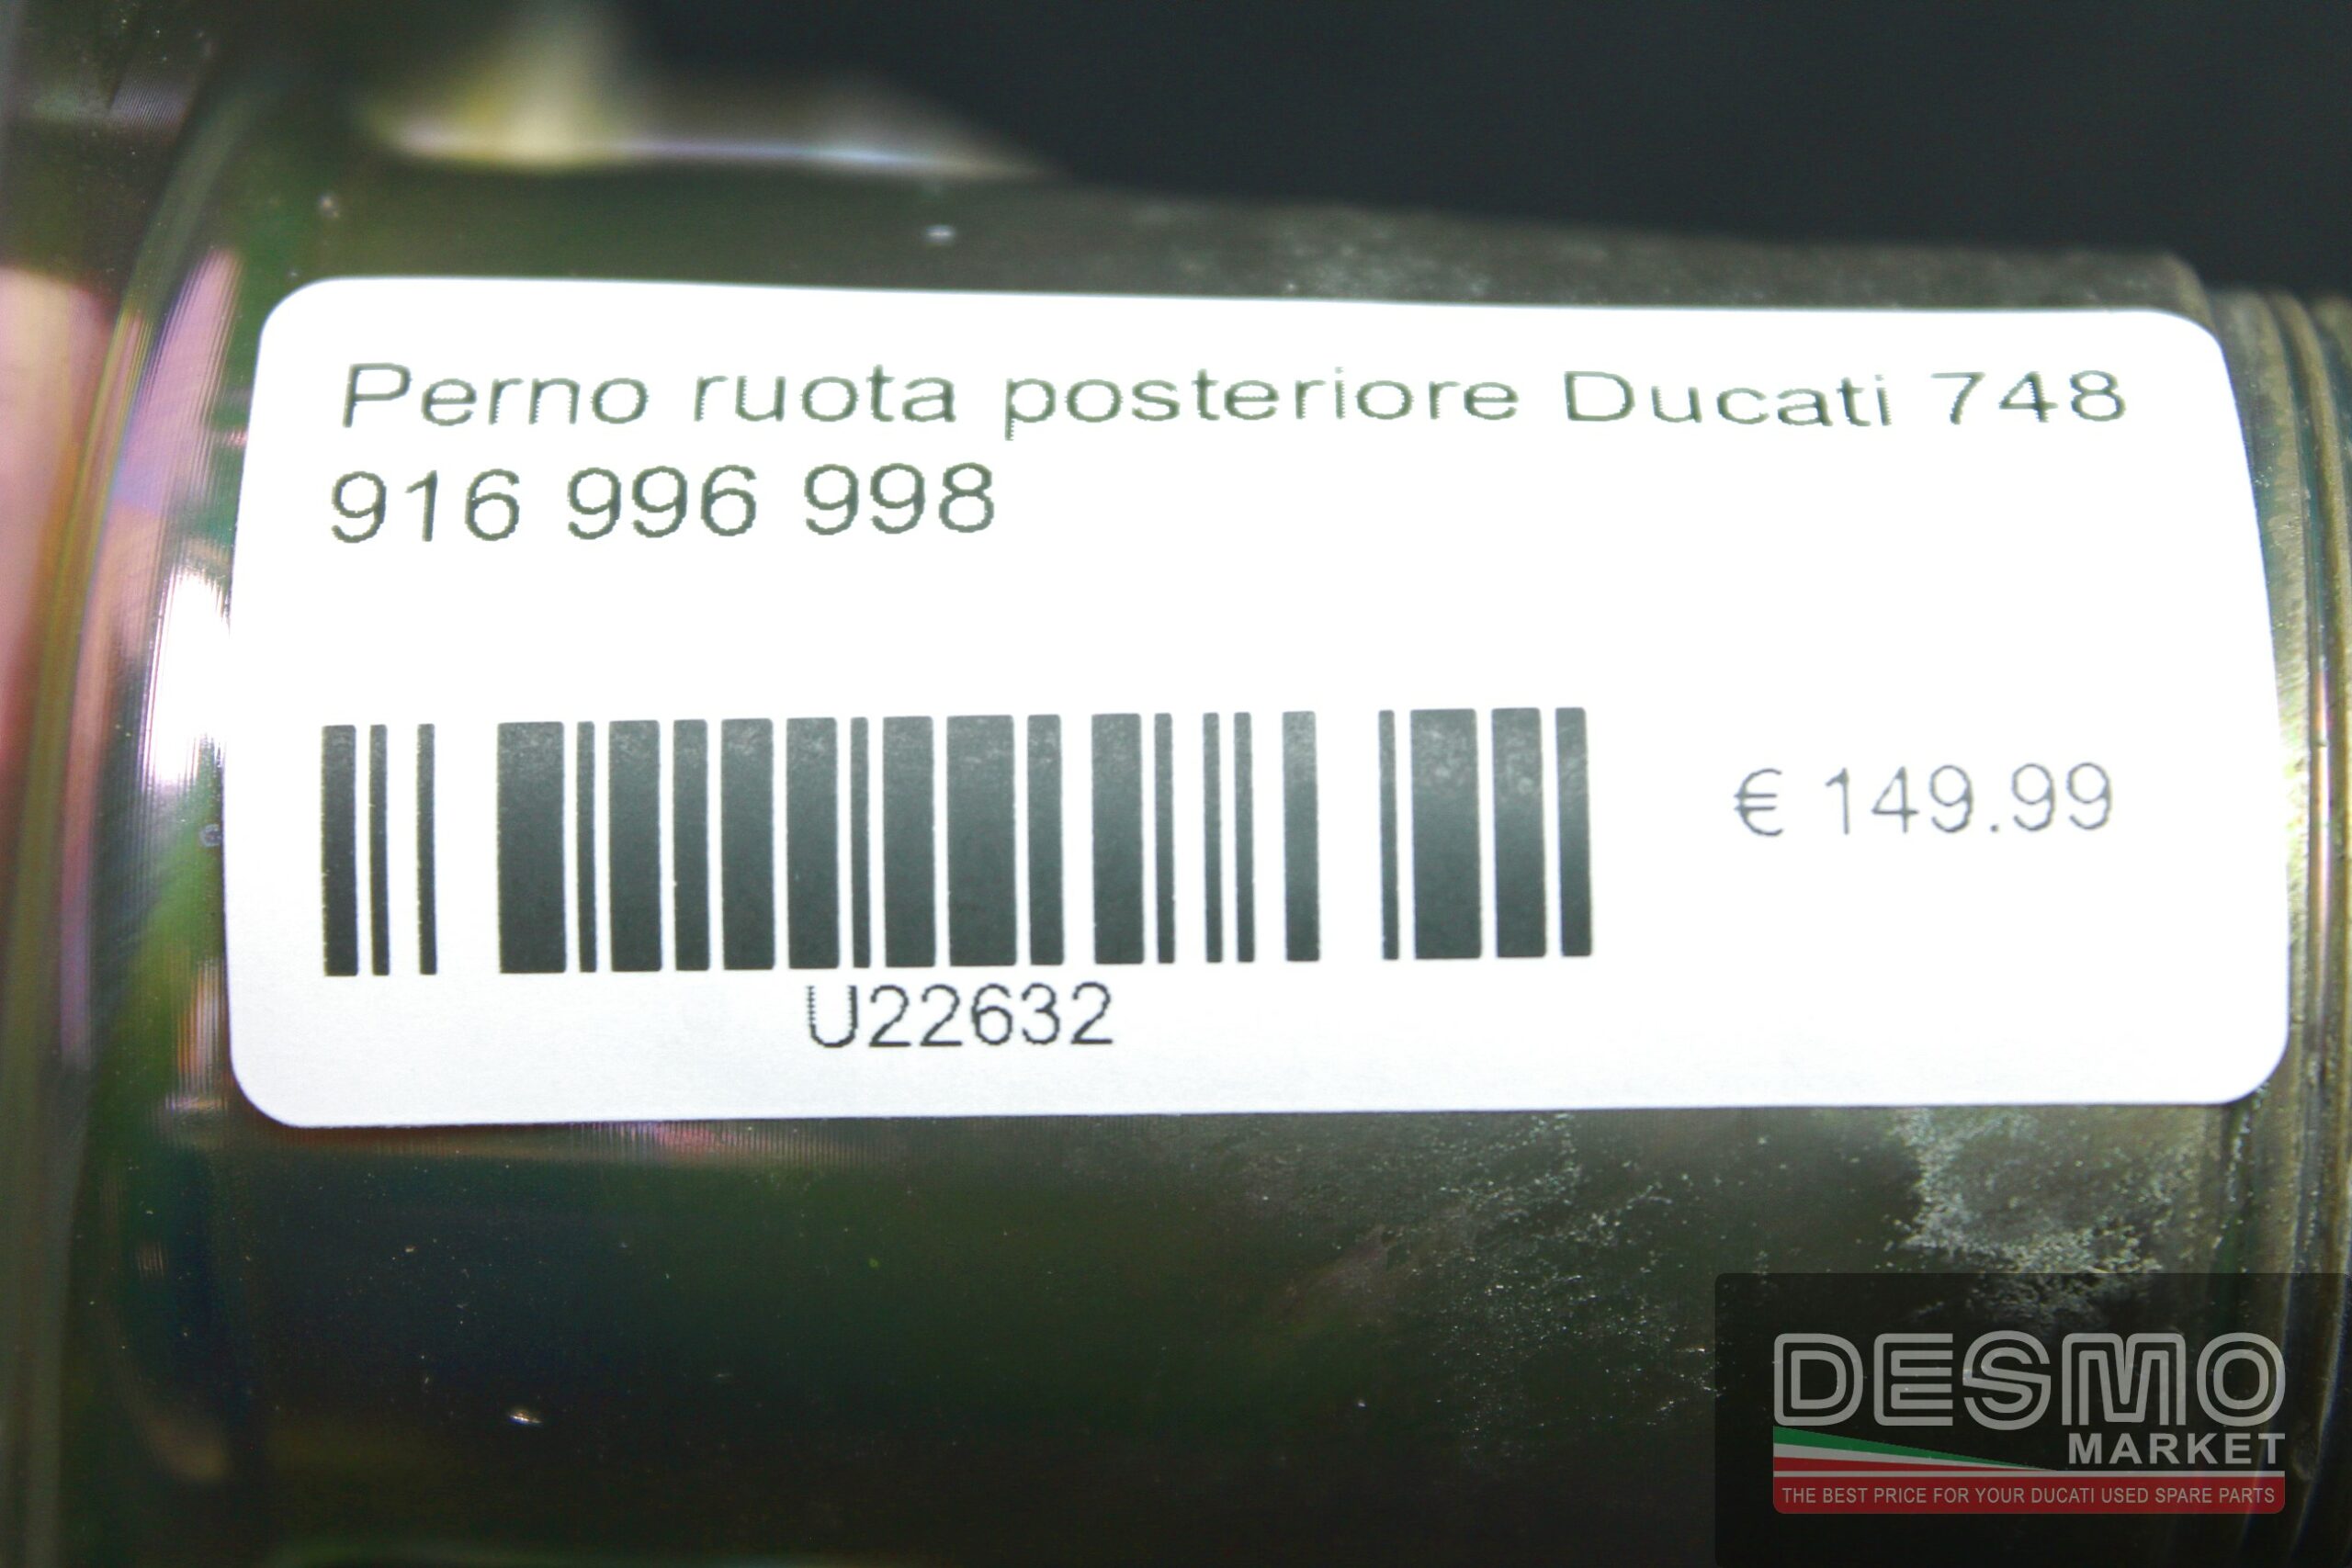 Perno ruota posteriore Ducati 748
916 996 998
€ 149.99
U22632
DESMO
MARKET
THE BEST PRICE FOR YOUR DUCATI USED SPARE PARTS